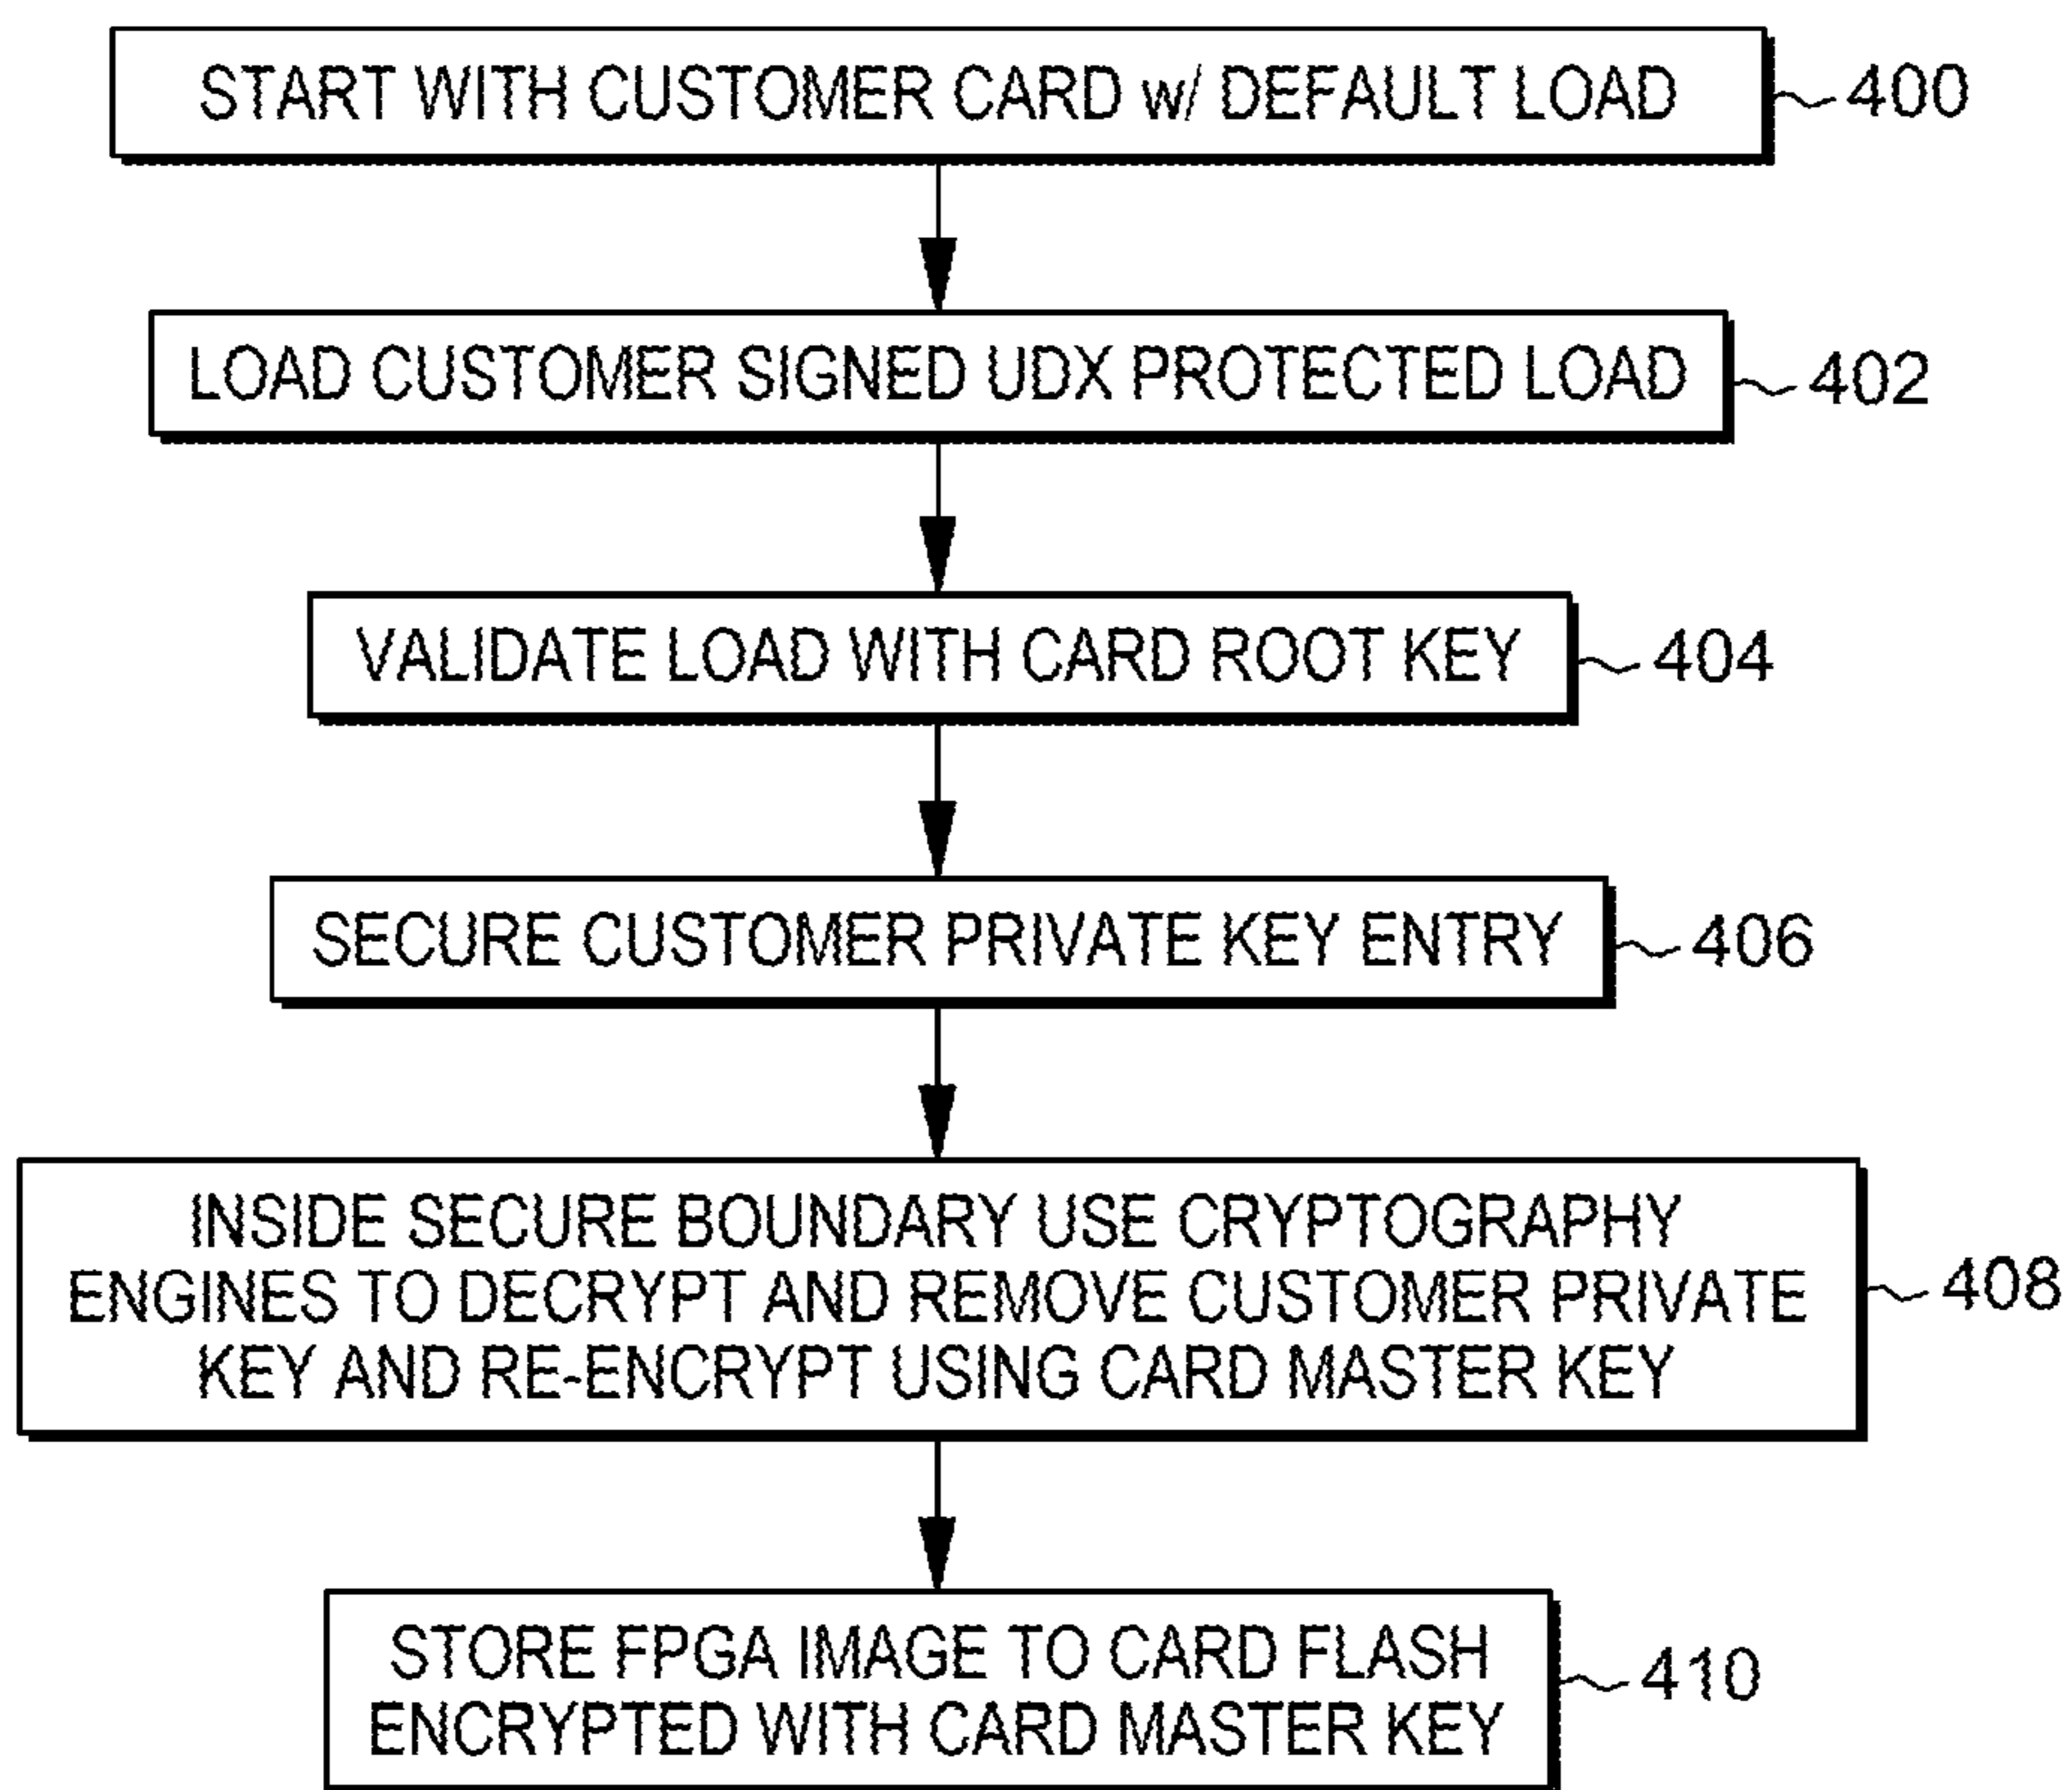 START WITH CUSTOMER CARD w/ DEFAULT LOAD
400
LOAD CUSTOMER SIGNED UDX PROTECTED LOAD
402
VALIDATE LOAD WITH CARD ROOT KEY
404
SECURE CUSTOMER PRIVATE KEY ENTRY
406
INSIDE SECURE BOUNDARY USE CRYPTOGRAPHY
ENGINES TO DECRYPT AND REMOVE CUSTOMER PRIVATE
KEY AND RE-ENCRYPT USING CARD MASTER KEY
408
STORE FPGA IMAGE TO CARD FLASH
ENCRYPTED WITH CARD MASTER KEY
410